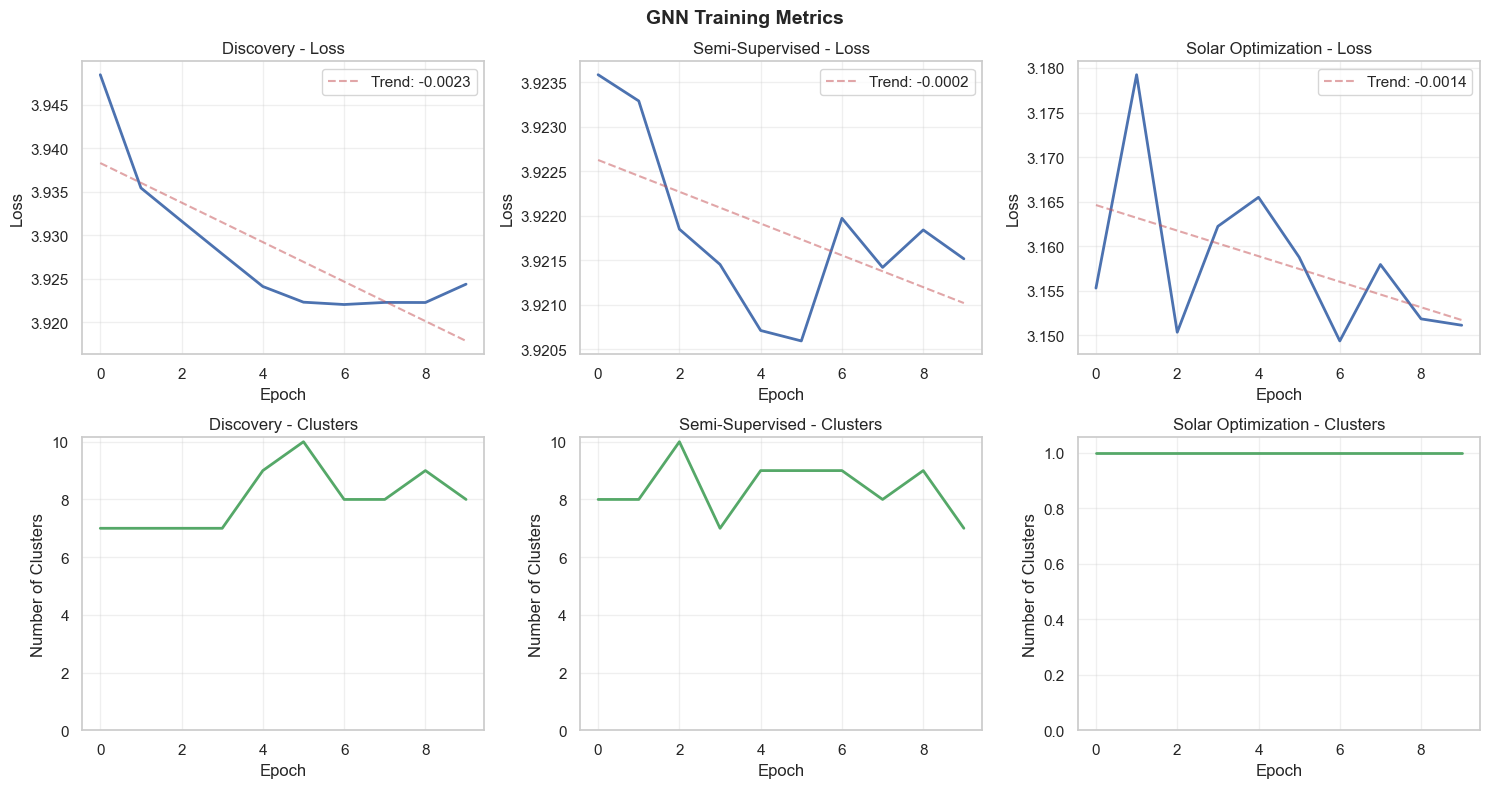 GNN Training Metrics
Discovery - Loss
Trend: -0.0023
3.945
3.940
3.935
3.930
3.925
3.920
Loss
0 2 4 6 8
Epoch
Semi-Supervised - Loss
Trend: -0.0002
3.9235
3.9230
3.9225
3.9220
3.9215
3.9210
3.9205
Loss
0 2 4 6 8
Epoch
Solar Optimization - Loss
Trend: -0.0014
3.180
3.175
3.170
3.165
3.160
3.155
3.150
Loss
0 2 4 6 8
Epoch
Discovery - Clusters
10
8
6
4
2
0
Number of Clusters
0 2 4 6 8
Epoch
Semi-Supervised - Clusters
10
8
6
4
2
0
Number of Clusters
0 2 4 6 8
Epoch
Solar Optimization - Clusters
1.0
0.8
0.6
0.4
0.2
0.0
Number of Clusters
0 2 4 6 8
Epoch